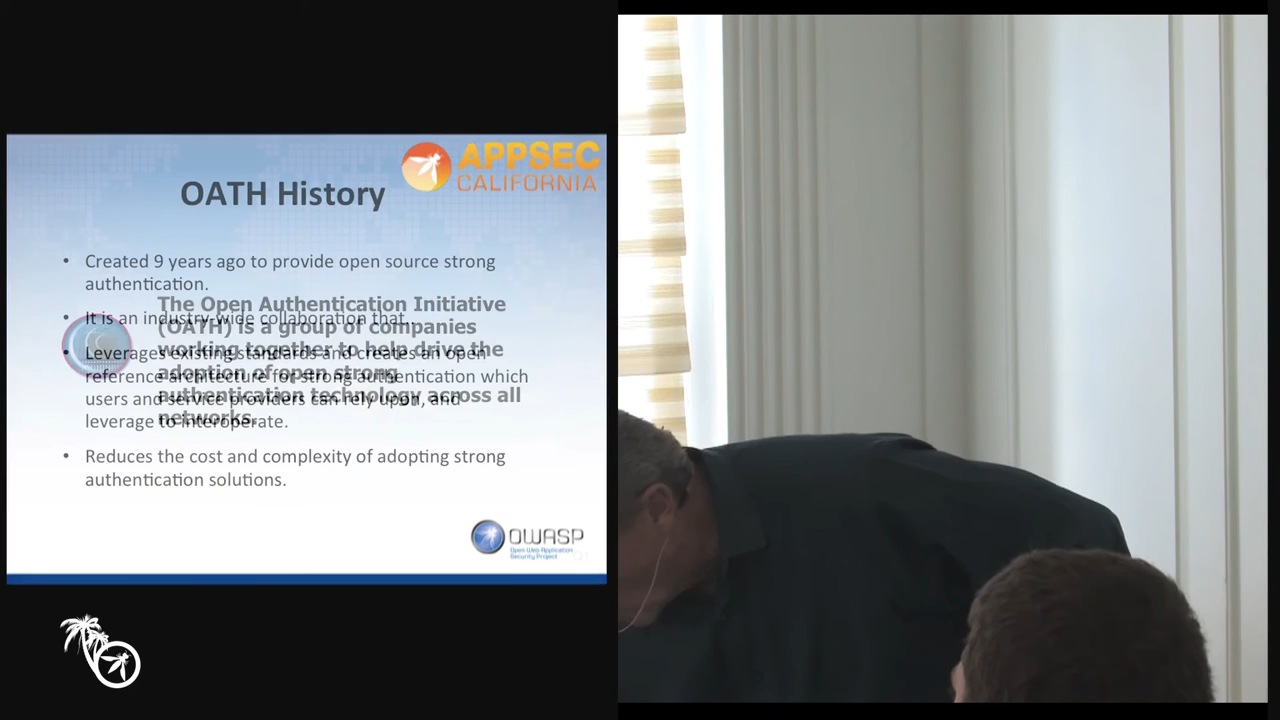 APPSEC
CALIFORNIA
OATH History
• Created 9 years ago to provide open source strong
authentication.
• It is an industry-wide collaboration that,
• Leverages existing standards and creates an open
reference architecture for strong authentication which
users and service providers can rely upon, and
leverage to interoperate.
The Open Authentication Initiative
(OATH) is a group of companies
working together to help drive the
adoption of open strong
authentication technology across all
networks.
• Reduces the cost and complexity of adopting strong
authentication solutions.
OWASP
Open Web Application
Security Project